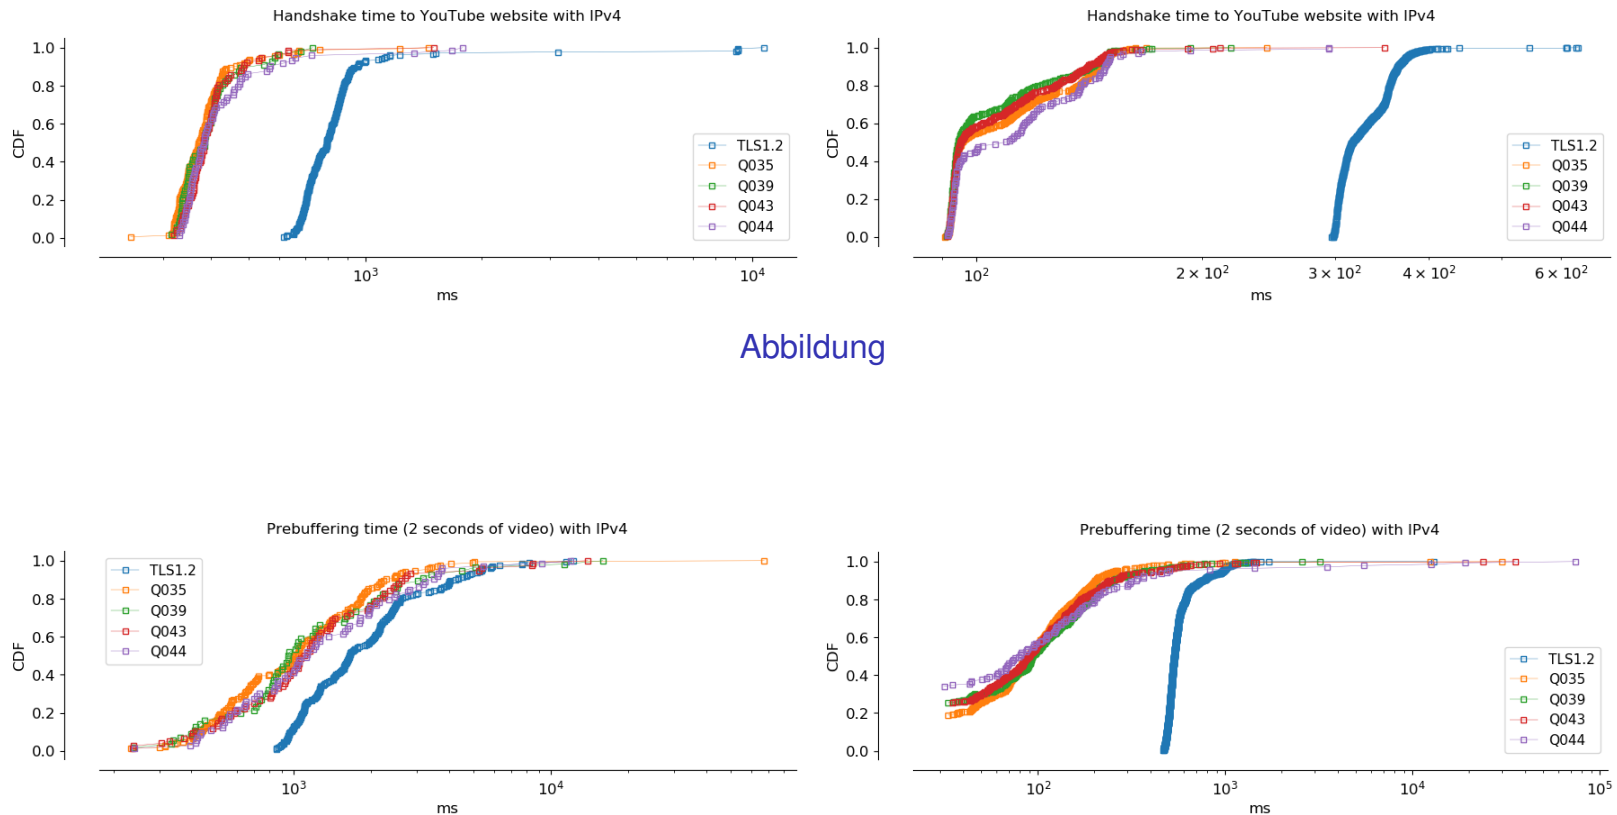 Handshake time to YouTube website with IPv4
1.0
0.8
0.6
0.4
0.2
0.0
CDF
TLS1.2
Q035
Q039
Q043
Q044
10³ 10⁴
ms
Handshake time to YouTube website with IPv4
1.0
0.8
0.6
0.4
0.2
0.0
CDF
TLS1.2
Q035
Q039
Q043
Q044
10² 2 × 10² 3 × 10² 4 × 10² 6 × 10²
ms
Abbildung
Prebuffering time (2 seconds of video) with IPv4
1.0
0.8
0.6
0.4
0.2
0.0
CDF
TLS1.2
Q035
Q039
Q043
Q044
10³ 10⁴
ms
Prebuffering time (2 seconds of video) with IPv4
1.0
0.8
0.6
0.4
0.2
0.0
CDF
TLS1.2
Q035
Q039
Q043
Q044
10² 10³ 10⁴ 10⁵
ms